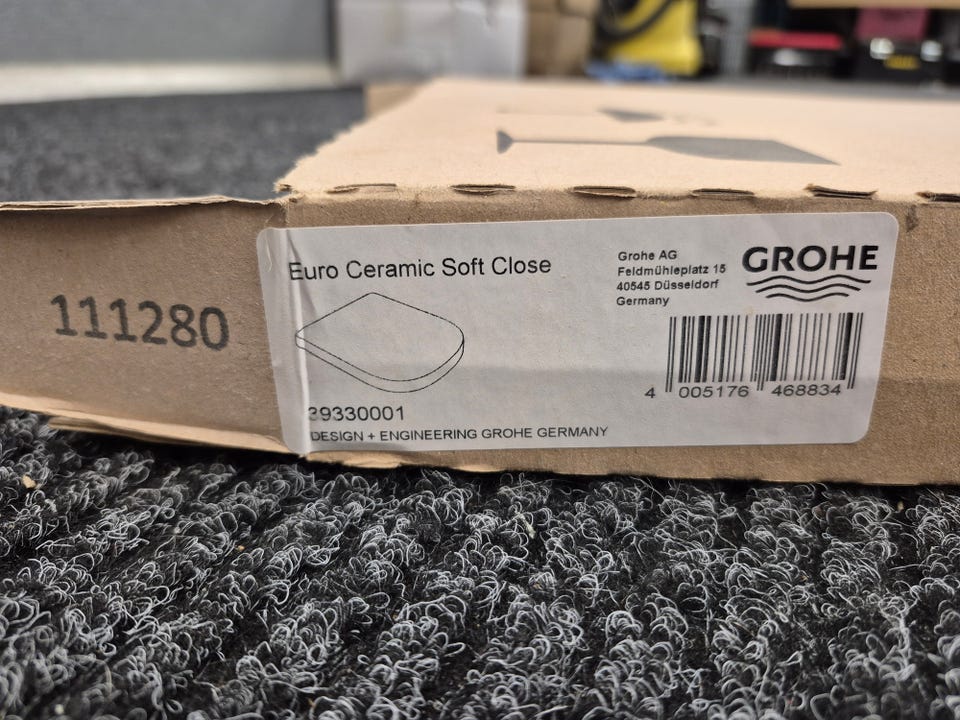 111280
Euro Ceramic Soft Close
Grohe AG
Feldmühleplatz 15
40545 Düsseldorf
Germany
GROHE
4 005176 468834
39330001
DESIGN + ENGINEERING GROHE GERMANY